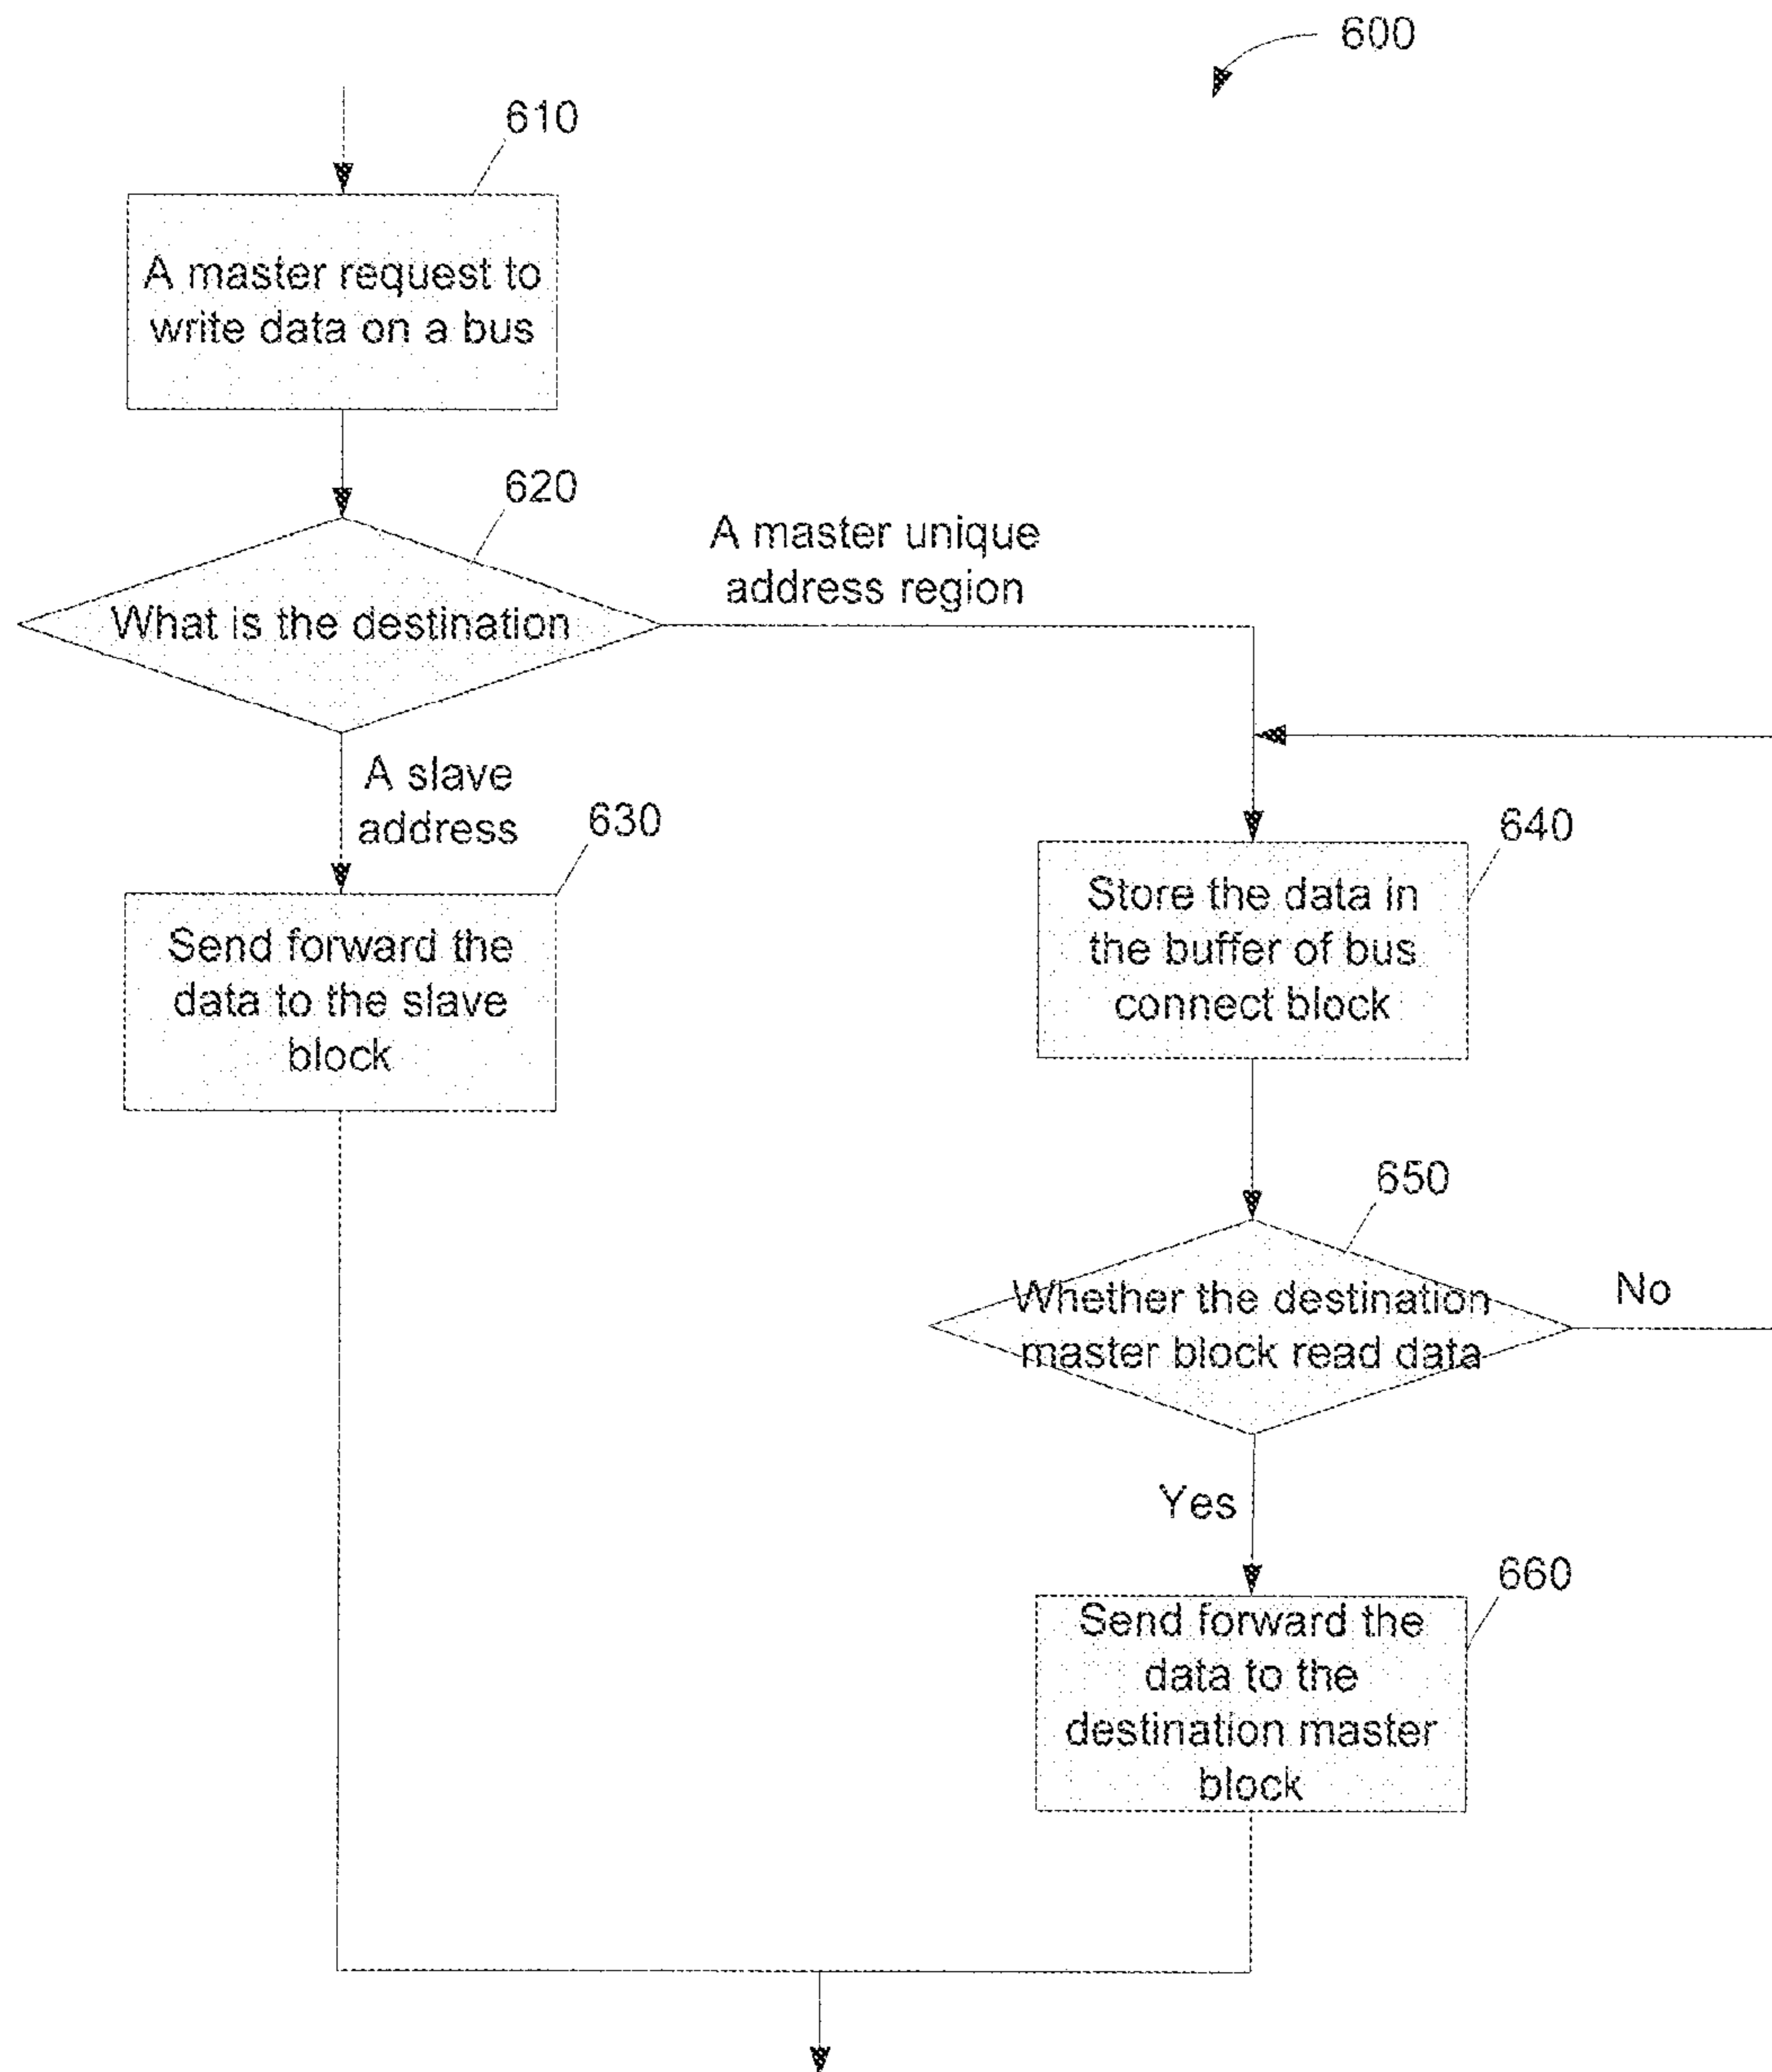 600
610
A master request to
write data on a bus
620
What is the destination
A master unique
address region
A slave
address
630
Send forward the
data to the slave
block
640
Store the data in
the buffer of bus
connect block
650
Whether the destination
master block read data
No
Yes
660
Send forward the
data to the
destination master
block